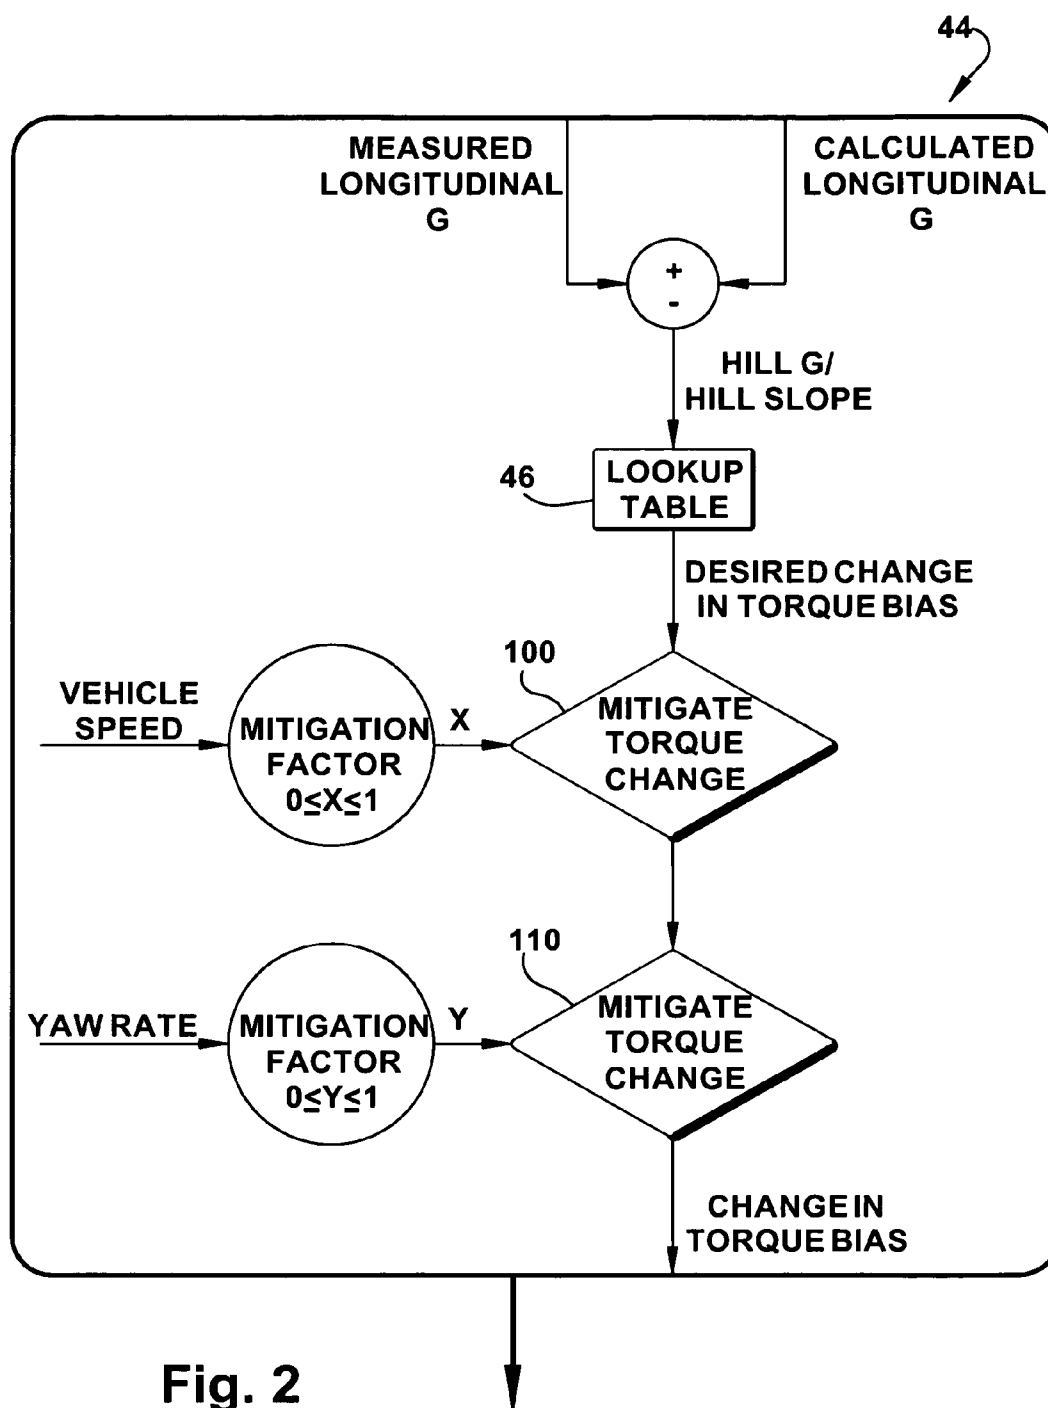 44
MEASURED
LONGITUDINAL
G
CALCULATED
LONGITUDINAL
G
+
-
HILL G/
HILL SLOPE
46
LOOKUP
TABLE
DESIRED CHANGE
IN TORQUE BIAS
100
VEHICLE
SPEED
MITIGATION
FACTOR
0≤X≤1
X
MITIGATE
TORQUE
CHANGE
110
YAW RATE
MITIGATION
FACTOR
0≤Y≤1
Y
MITIGATE
TORQUE
CHANGE
CHANGE IN
TORQUE BIAS
Fig. 2